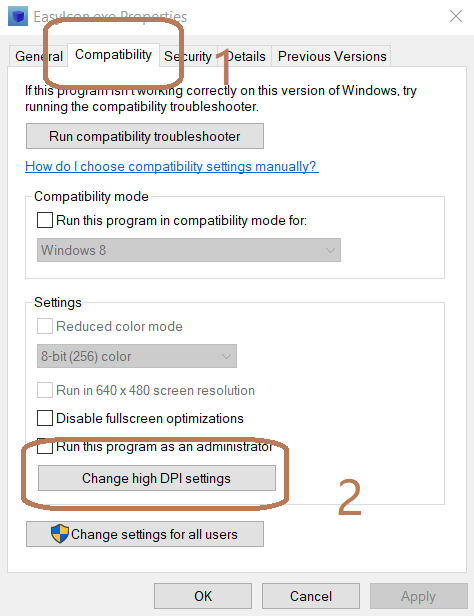 EasyIcon.exe Properties
General Compatibility Security Details Previous Versions
1
If this program isn't working correctly on this version of Windows, try
running the compatibility troubleshooter.
Run compatibility troubleshooter
How do I choose compatibility settings manually?
Compatibility mode
Run this program in compatibility mode for:
Windows 8
Settings
Reduced color mode
8-bit (256) color
Run in 640 x 480 screen resolution
Disable fullscreen optimizations
Run this program as an administrator
Change high DPI settings
2
Change settings for all users
OK Cancel Apply